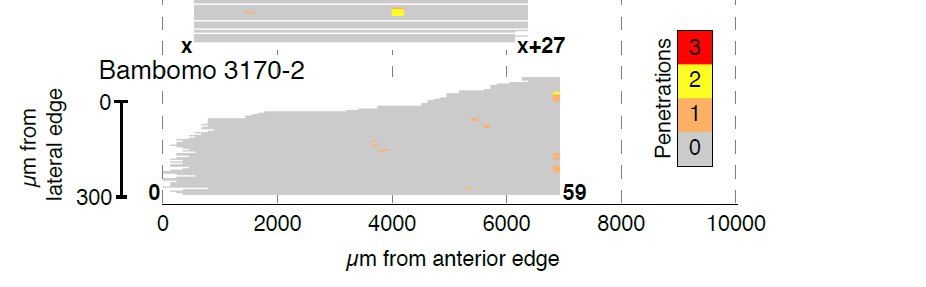 x
x+27
Bambomo 3170-2
µm from
lateral edge
0
300
0
59
0
2000
4000
6000
8000
10000
µm from anterior edge
Penetrations
3
2
1
0